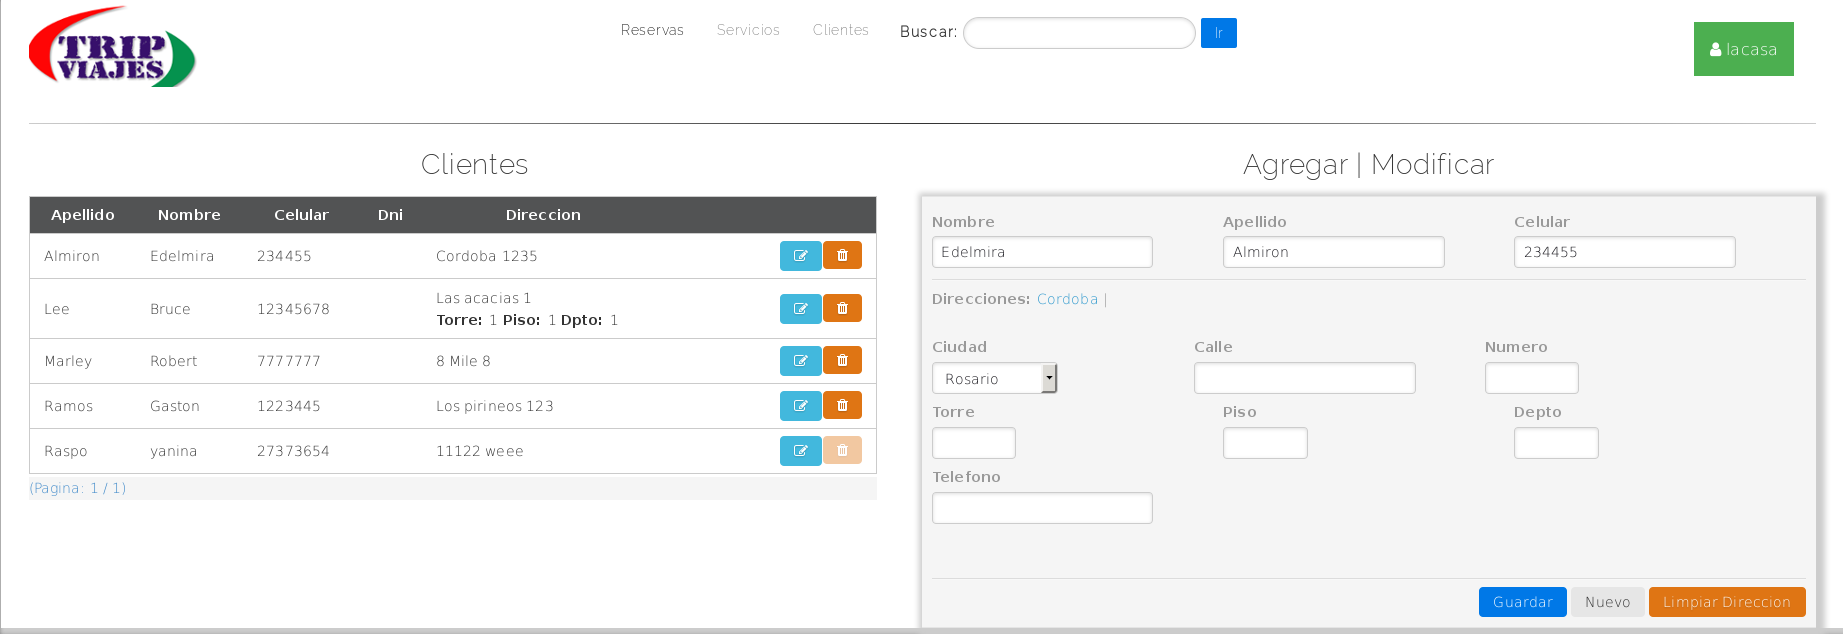 TRIP
VIAJES
Reservas Servicios Clientes Buscar: Ir
lacasa
Clientes
Apellido Nombre Celular Dni Direccion
Almiron Edelmira 234455 Cordoba 1235
Lee Bruce 12345678 Las acacias 1
Torre: 1 Piso: 1 Dpto: 1
Marley Robert 7777777 8 Mile 8
Ramos Gaston 1223445 Los pirineos 123
Raspo yanina 27373654 11122 weee
(Pagina: 1 / 1)
Agregar | Modificar
Nombre Apellido Celular
Edelmira Almiron 234455
Direcciones: Cordoba |
Ciudad Calle Numero
Rosario
Torre Piso Depto
Telefono
Guardar Nuevo Limpiar Direccion